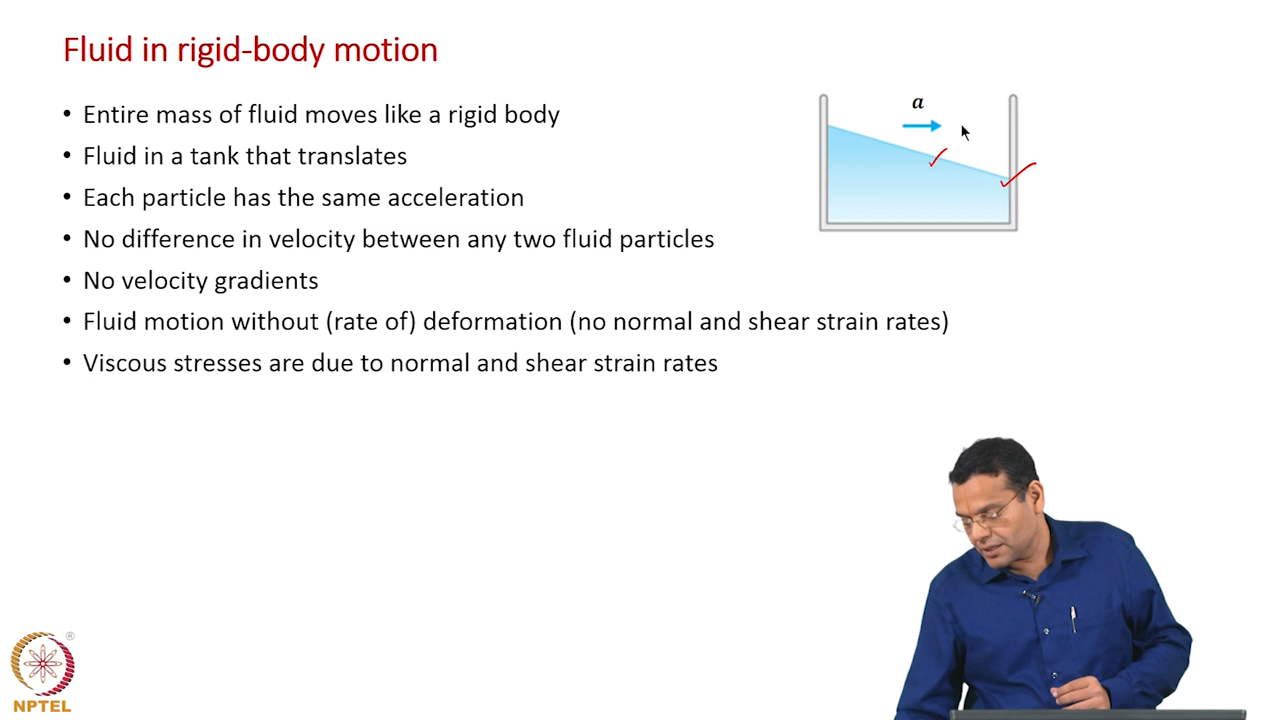 Fluid in rigid-body motion
• Entire mass of fluid moves like a rigid body
• Fluid in a tank that translates
• Each particle has the same acceleration
• No difference in velocity between any two fluid particles
• No velocity gradients
• Fluid motion without (rate of) deformation (no normal and shear strain rates)
• Viscous stresses are due to normal and shear strain rates
a
®
NPTEL